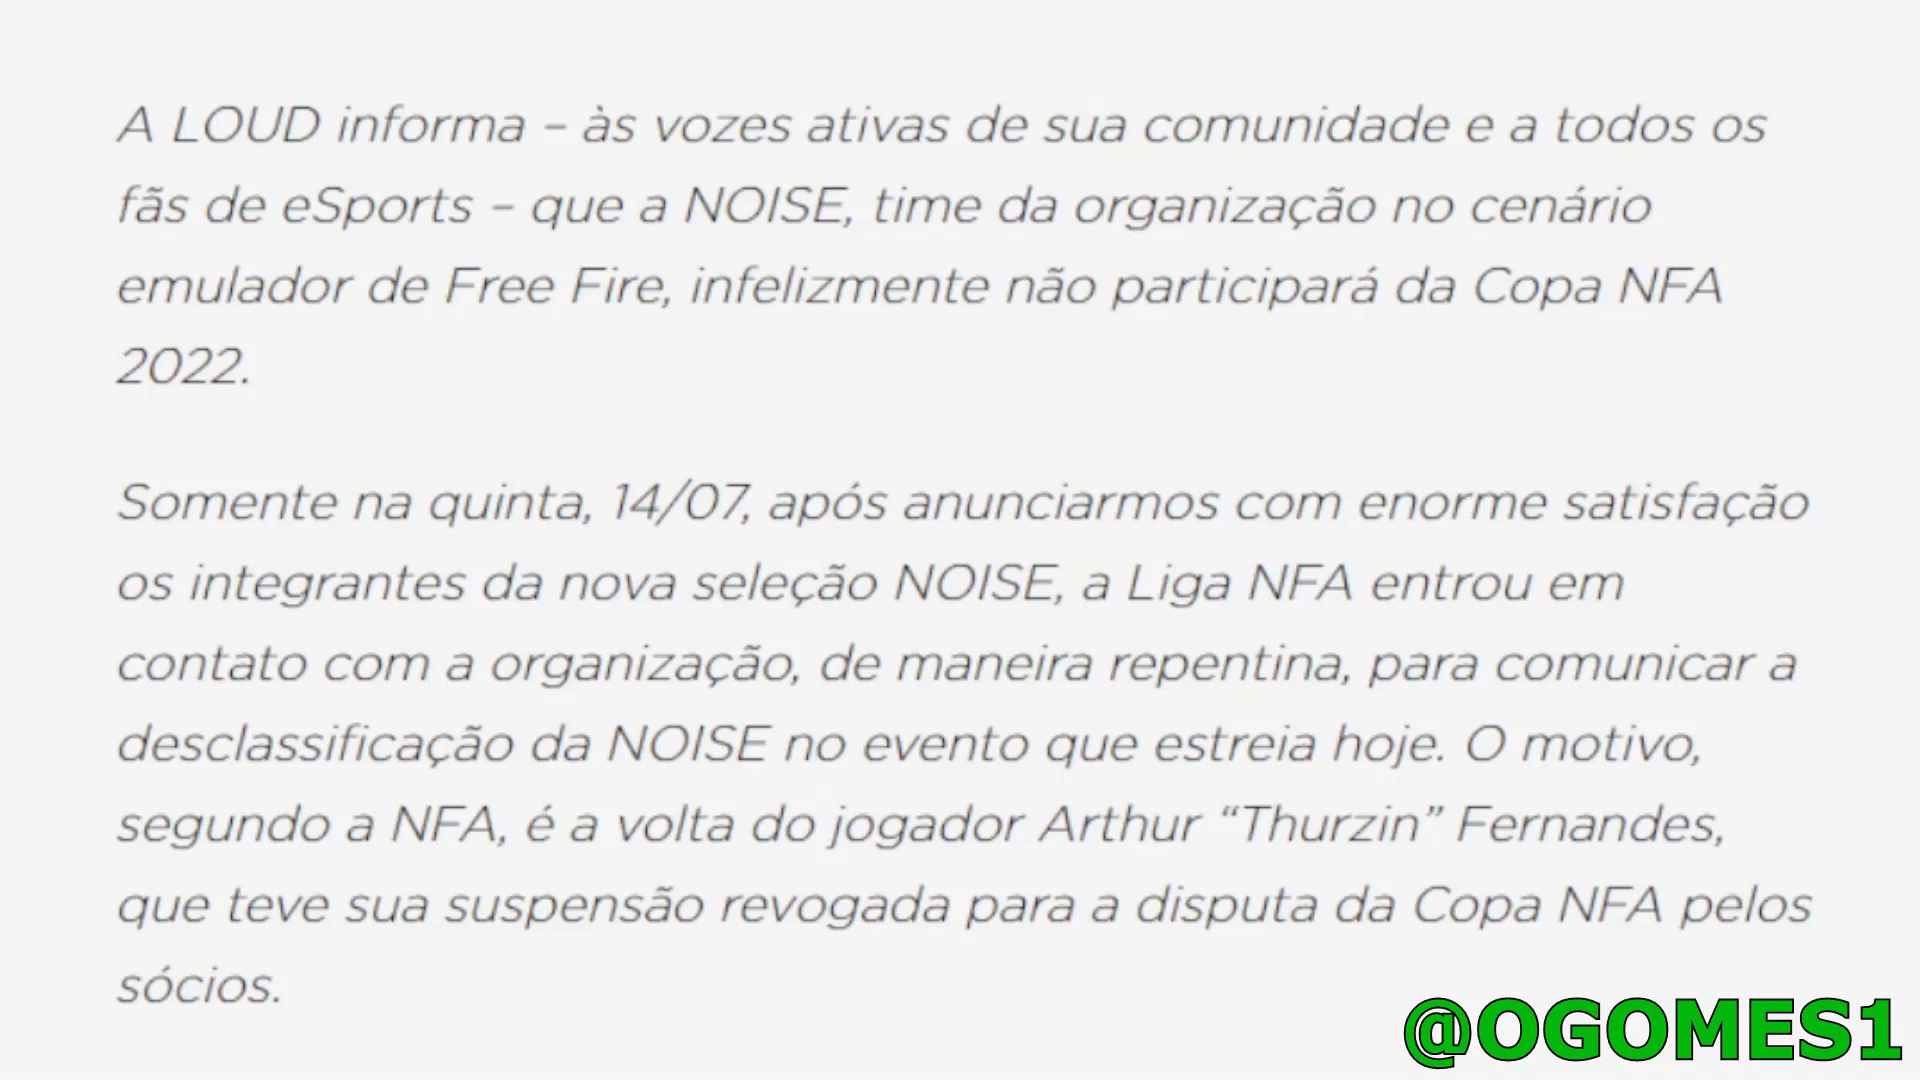 A LOUD informa – às vozes ativas de sua comunidade e a todos os
fãs de eSports – que a NOISE, time da organização no cenário
emulador de Free Fire, infelizmente não participará da Copa NFA
2022.
Somente na quinta, 14/07, após anunciarmos com enorme satisfação
os integrantes da nova seleção NOISE, a Liga NFA entrou em
contato com a organização, de maneira repentina, para comunicar a
desclassificação da NOISE no evento que estreia hoje. O motivo,
segundo a NFA, é a volta do jogador Arthur “Thurzin” Fernandes,
que teve sua suspensão revogada para a disputa da Copa NFA pelos
sócios.
@OGOMES1